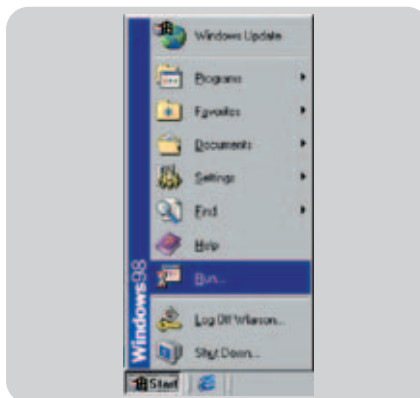 Windows Update
Programs
Favorites
Documents
Settings
Find
Help
Run...
Log Off
Shut Down...
Windows98
Start